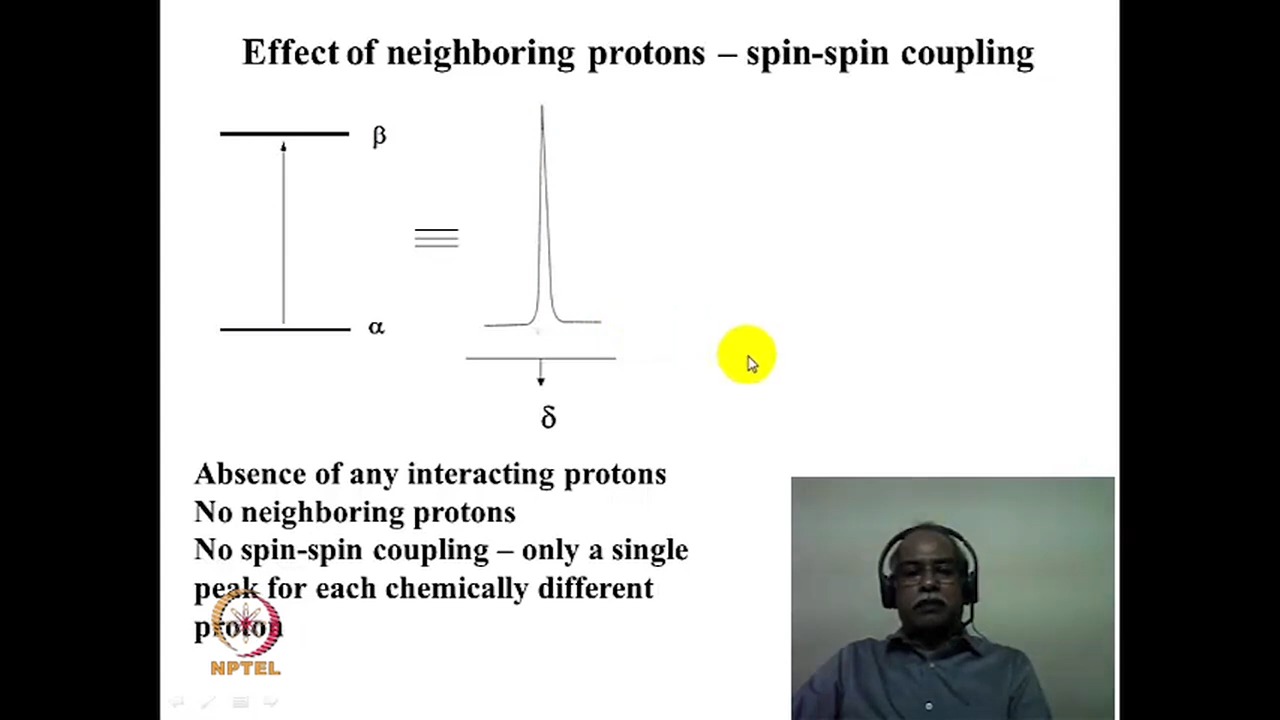 Effect of neighboring protons – spin-spin coupling
β
α
δ
Absence of any interacting protons
No neighboring protons
No spin-spin coupling – only a single
peak for each chemically different
proton
NPTEL